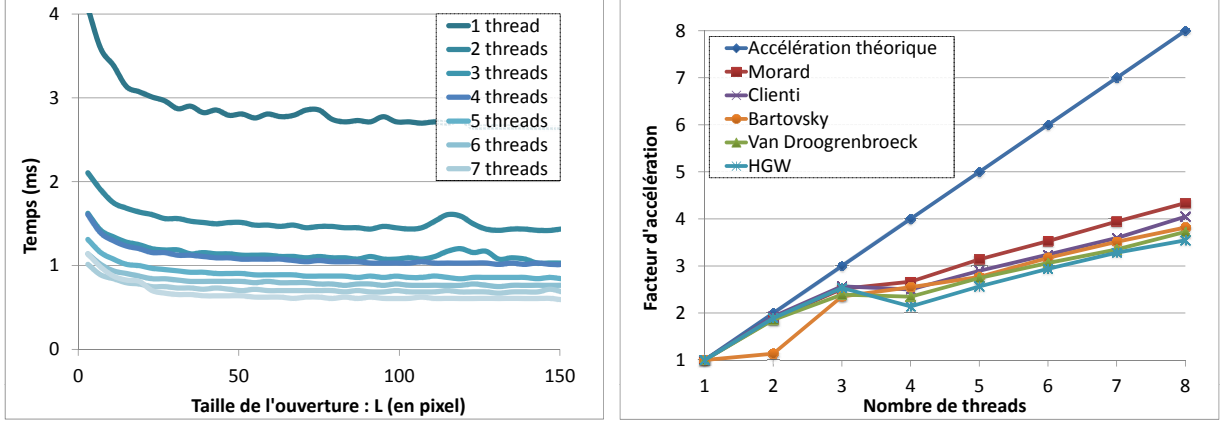 4
3
2
1
0
Temps (ms)
0
50
100
150
Taille de l'ouverture : L (en pixel)
1 thread
2 threads
3 threads
4 threads
5 threads
6 threads
7 threads
8
7
6
5
4
3
2
1
Facteur d'accélération
1
2
3
4
5
6
7
8
Nombre de threads
Accélération théorique
Morard
Clienti
Bartovsky
Van Droogrenbroeck
HGW